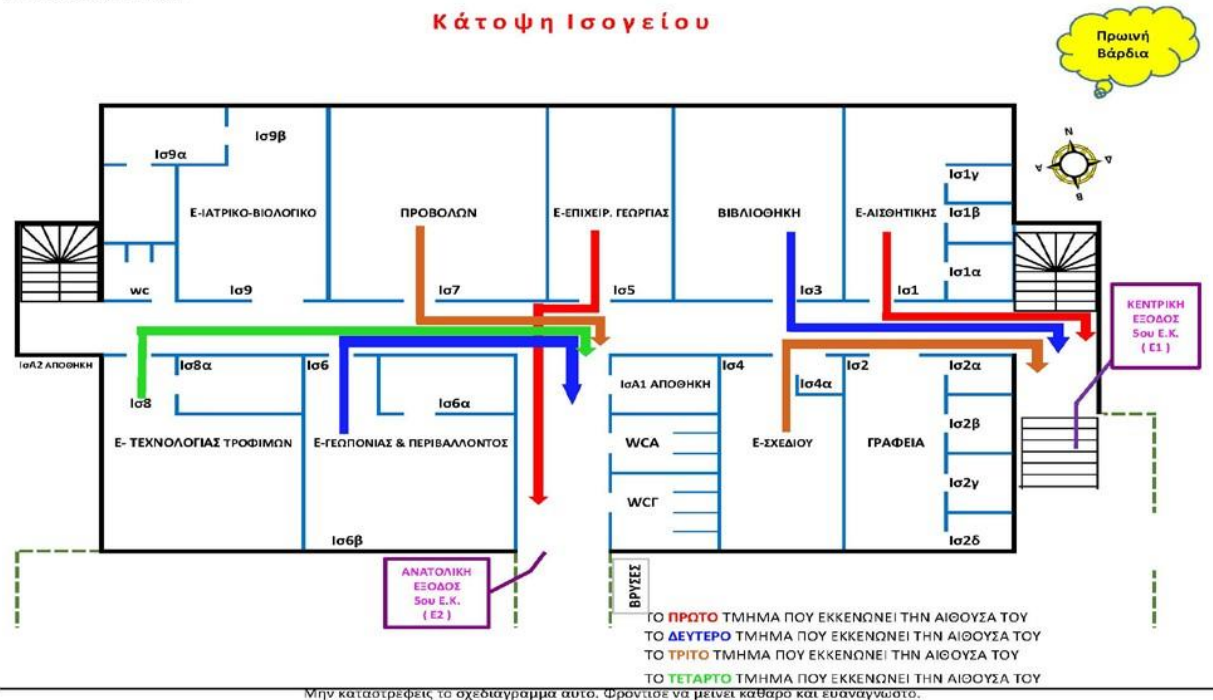 Κάτοψη Ισογείου
Πρωινή
Βάρδια
Ν
Δ
Α
Β
Ισ9β
Ισ9α
Ισ1γ
Ε-ΙΑΤΡΙΚΟ-ΒΙΟΛΟΓΙΚΟ
ΠΡΟΒΟΛΩΝ
Ε-ΕΠΙΧΕΙΡ. ΓΕΩΡΓΙΑΣ
ΒΙΒΛΙΟΘΗΚΗ
Ε-ΑΙΣΘΗΤΙΚΗΣ
Ισ1β
Ισ1α
wc
Ισ9
Ισ7
Ισ5
Ισ3
Ισ1
ΚΕΝΤΡΙΚΗ
ΕΞΟΔΟΣ
5ου Ε.Κ.
( Ε1 )
ΙσΑ2 ΑΠΟΘΗΚΗ
Ισ8α
Ισ6
Ισ4
Ισ2
Ισ2α
ΙσΑ1 ΑΠΟΘΗΚΗ
Ισ4α
Ισ8
Ισ6α
Ισ2β
Ε- ΤΕΧΝΟΛΟΓΙΑΣ ΤΡΟΦΙΜΩΝ
Ε-ΓΕΩΠΟΝΙΑΣ & ΠΕΡΙΒΑΛΛΟΝΤΟΣ
WCΑ
Ε-ΣΧΕΔΙΟΥ
ΓΡΑΦΕΙΑ
Ισ2γ
WCΓ
Ισ6β
Ισ2δ
ΑΝΑΤΟΛΙΚΗ
ΕΞΟΔΟΣ
5ου Ε.Κ.
( Ε2 )
ΒΡΥΣΕΣ
ΤΟ ΠΡΩΤΟ ΤΜΗΜΑ ΠΟΥ ΕΚΚΕΝΩΝΕΙ ΤΗΝ ΑΙΘΟΥΣΑ ΤΟΥ
ΤΟ ΔΕΥΤΕΡΟ ΤΜΗΜΑ ΠΟΥ ΕΚΚΕΝΩΝΕΙ ΤΗΝ ΑΙΘΟΥΣΑ ΤΟΥ
ΤΟ ΤΡΙΤΟ ΤΜΗΜΑ ΠΟΥ ΕΚΚΕΝΩΝΕΙ ΤΗΝ ΑΙΘΟΥΣΑ ΤΟΥ
ΤΟ ΤΕΤΑΡΤΟ ΤΜΗΜΑ ΠΟΥ ΕΚΚΕΝΩΝΕΙ ΤΗΝ ΑΙΘΟΥΣΑ ΤΟΥ
Μην καταστρέφεις το σχεδιάγραμμα αυτό. Φρόντισε να μείνει καθαρό και ευανάγνωστο.